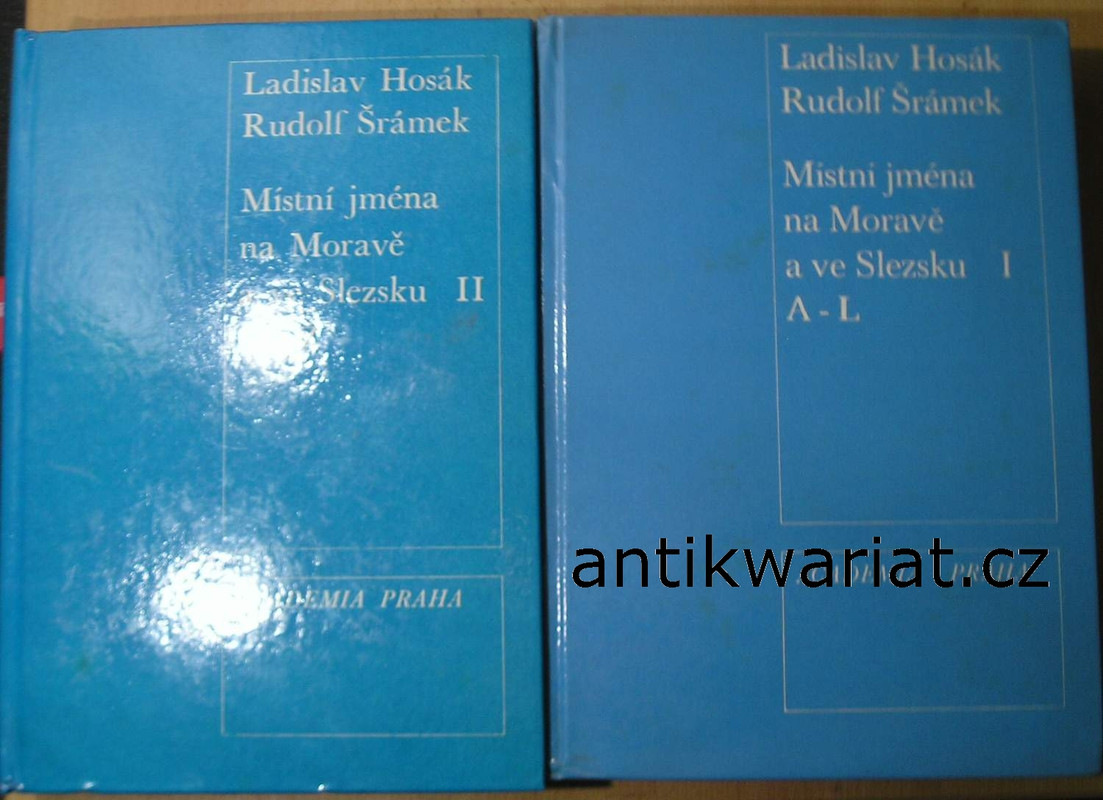 Ladislav Hosák
Rudolf Šrámek
Místní jména
na Moravě
Slezsku II
PRAHA
Ladislav Hosák
Rudolf Šrámek
Místní jména
na Moravě
a ve Slezsku I
A - L
antikwariat.cz